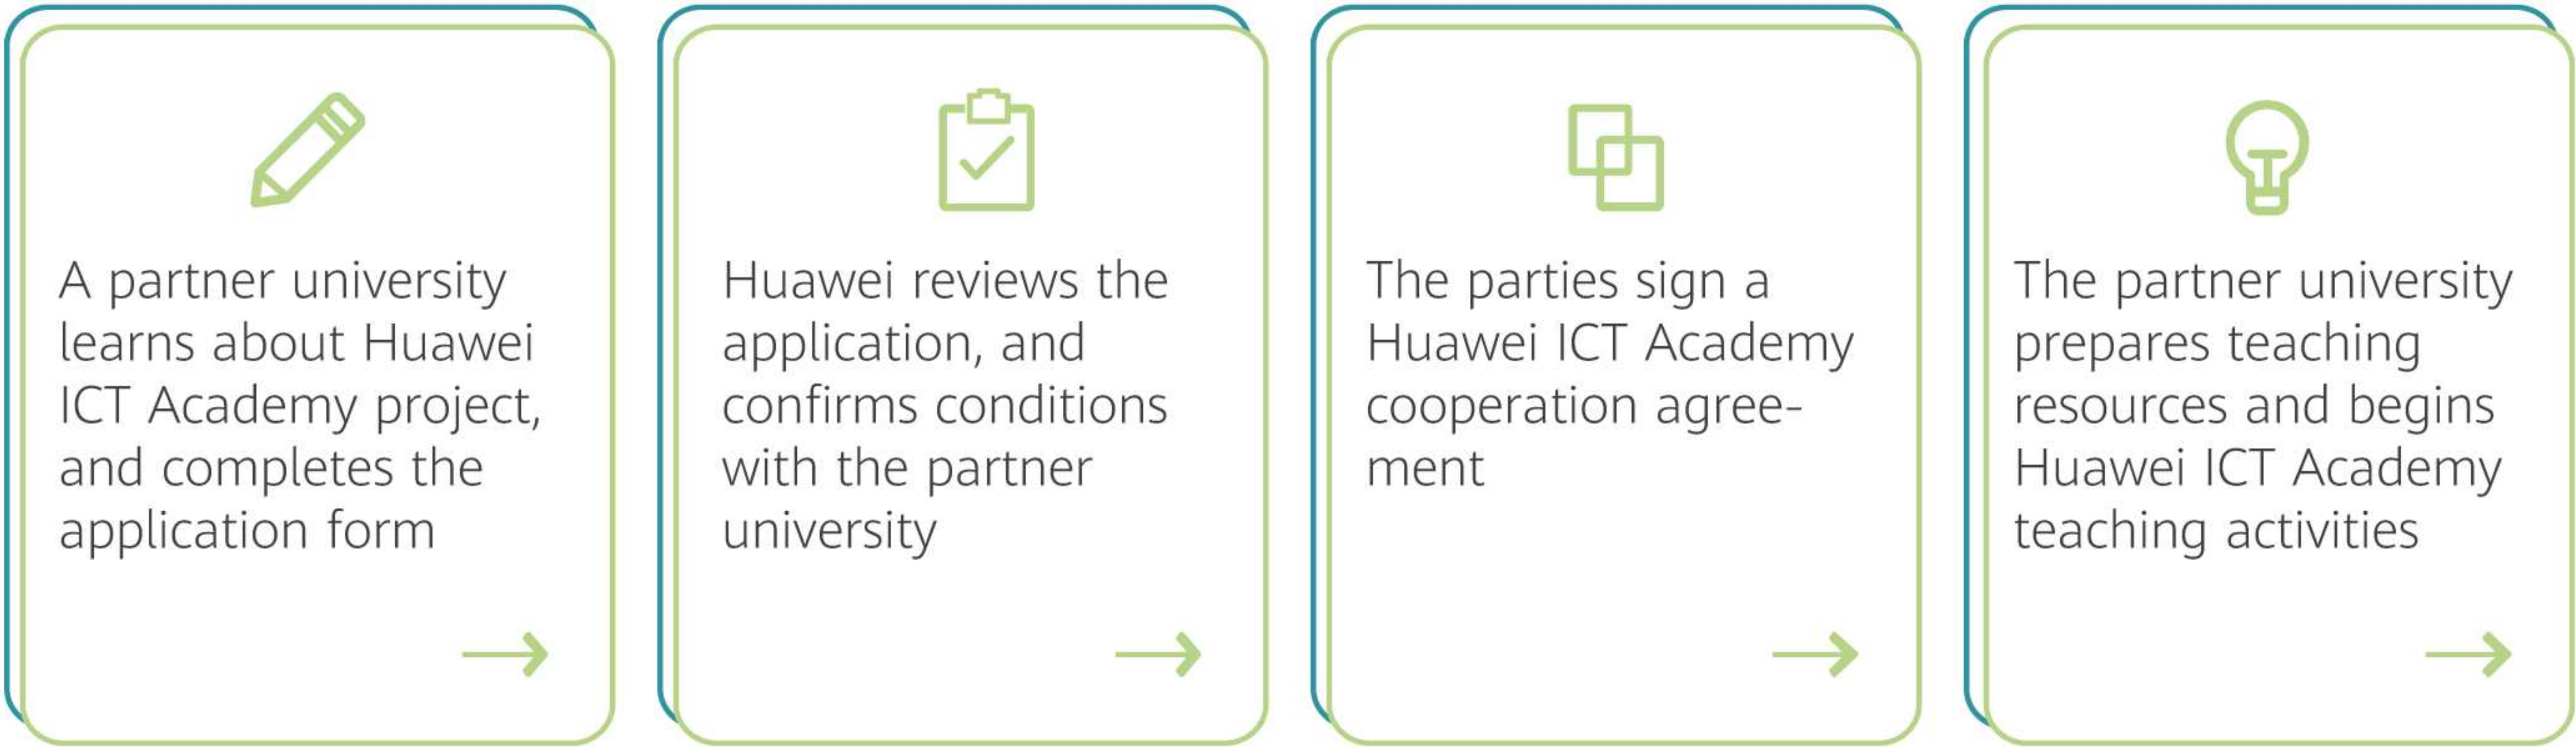 A partner university
learns about Huawei
ICT Academy project,
and completes the
application form
Huawei reviews the
application, and
confirms conditions
with the partner
university
The parties sign a
Huawei ICT Academy
cooperation agree-
ment
The partner university
prepares teaching
resources and begins
Huawei ICT Academy
teaching activities